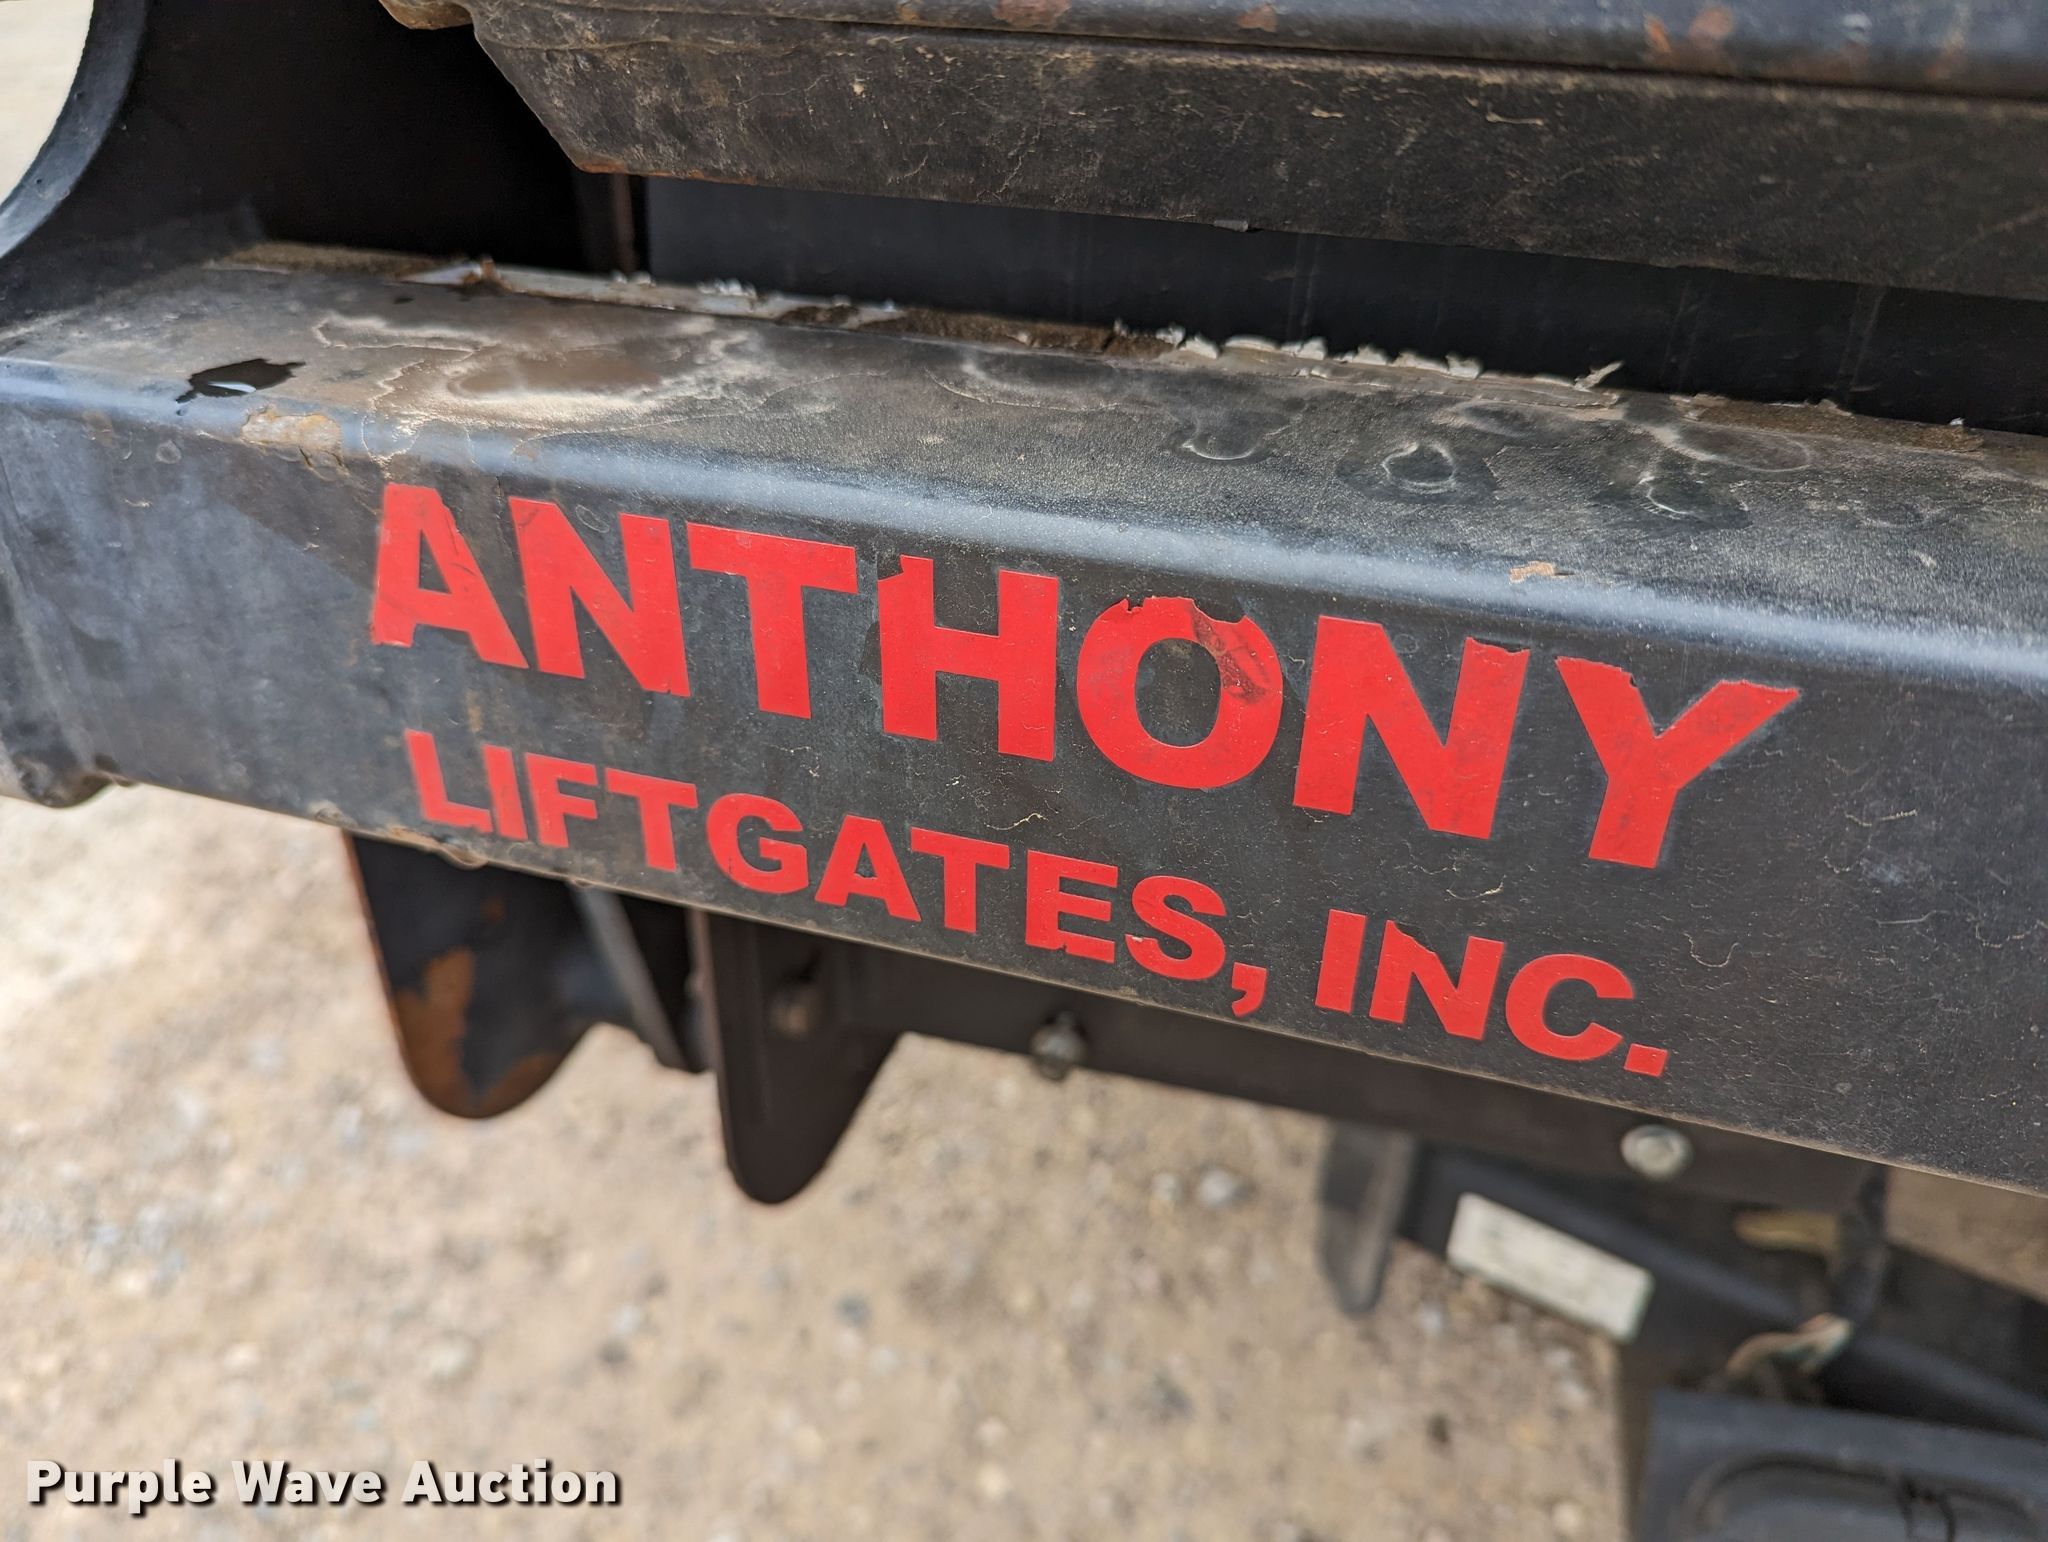 ANTHONY
LIFTGATES, INC.
Purple Wave Auction